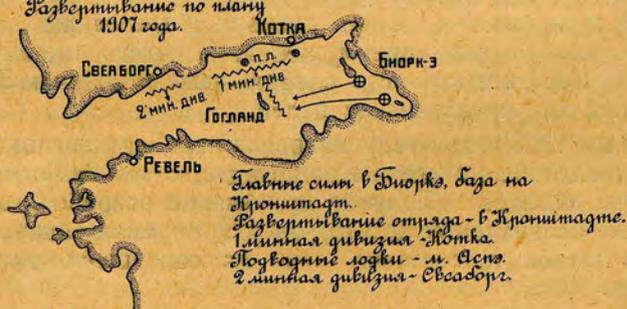 Развертывание по плану
1907 года.
Котка
Свеаборг
п.л.
Биорк-э
1 мин. див.
2 мин. див.
Гогланд
Ревель
Главные силы в Биоркэ, база на
Кронштадт.
Развертывание отряда - в Кронштадте.
1 минная дивизия - Котка.
Подводные лодки - м. Аспэ.
2 минная дивизия - Свеаборг.